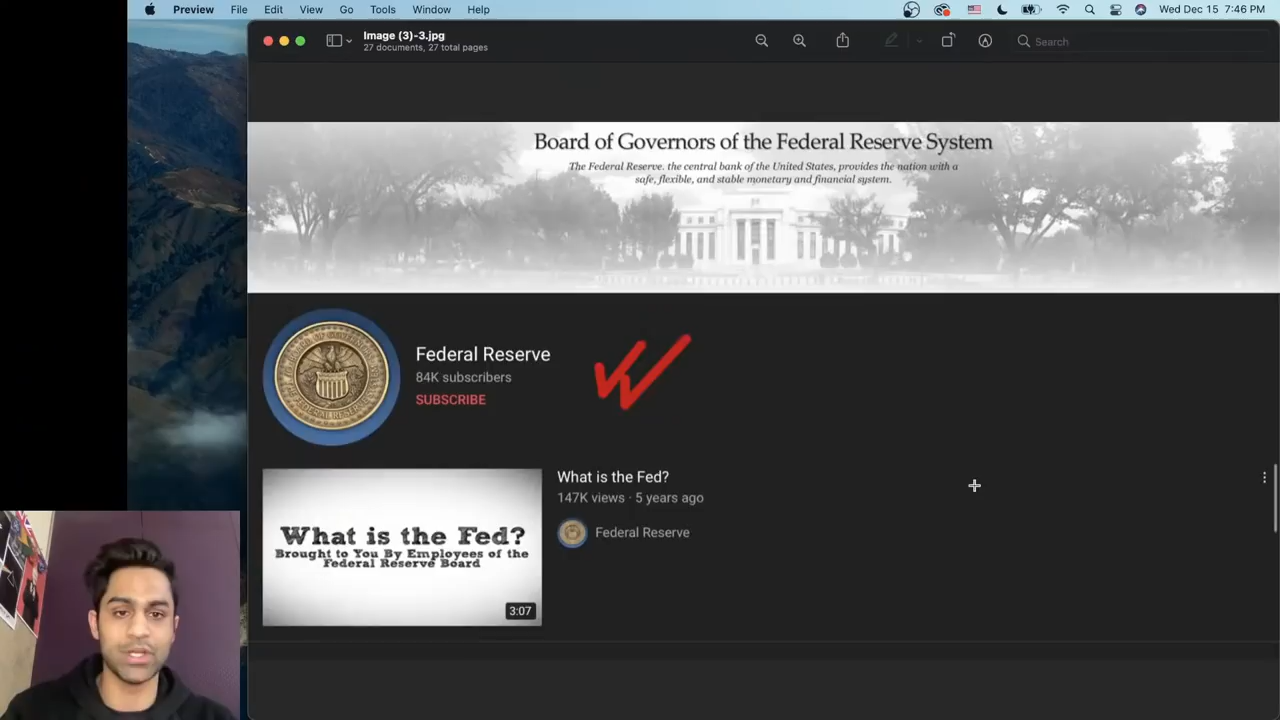 Preview File Edit View Go Tools Window Help Wed Dec 15 7:46 PM
Image (3)-3.jpg
27 documents, 27 total pages
Search
Board of Governors of the Federal Reserve System
The Federal Reserve. the central bank of the United States, provides the nation with a
safe, flexible, and stable monetary and financial system.
Federal Reserve
84K subscribers
SUBSCRIBE
What is the Fed?
Brought to You By Employees of the
Federal Reserve Board
3:07
What is the Fed?
147K views · 5 years ago
Federal Reserve